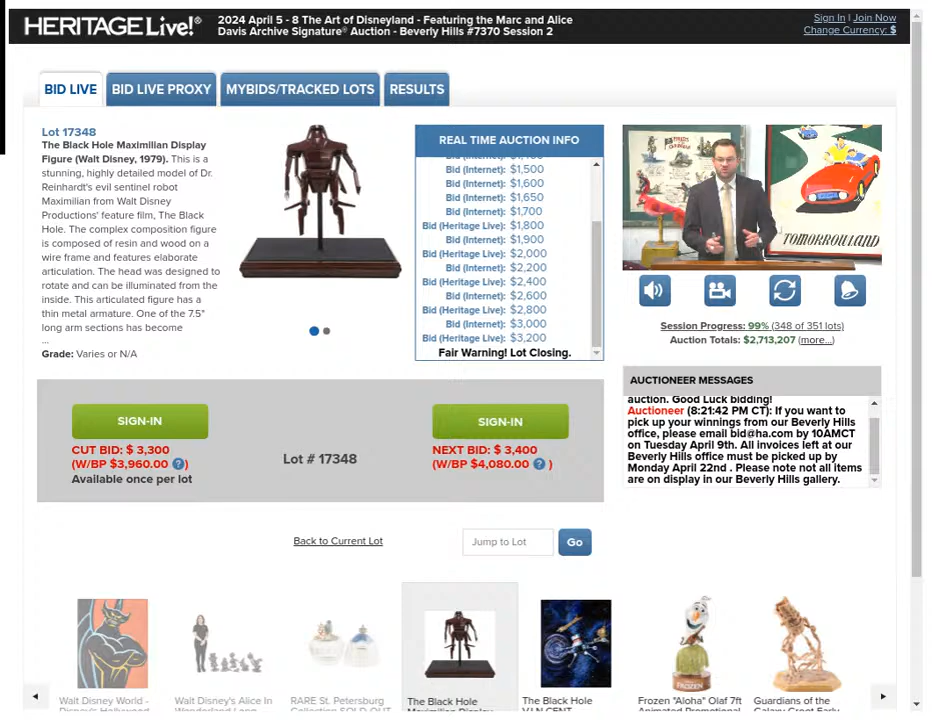 HERITAGE Live!®
2024 April 5 - 8 The Art of Disneyland - Featuring the Marc and Alice
Davis Archive Signature® Auction - Beverly Hills #7370 Session 2
Sign In | Join Now
Change Currency: $
BID LIVE
BID LIVE PROXY
MYBIDS/TRACKED LOTS
RESULTS
Lot 17348
The Black Hole Maximilian Display
Figure (Walt Disney, 1979). This is a
stunning, highly detailed model of Dr.
Reinhardt's evil sentinel robot
Maximilian from Walt Disney
Productions' feature film, The Black
Hole. The complex composition figure
is composed of resin and wood on a
wire frame and features elaborate
articulation. The head was designed to
rotate and can be illuminated from the
inside. This articulated figure has a
thin metal armature. One of the 7.5"
long arm sections has become
...
Grade: Varies or N/A
REAL TIME AUCTION INFO
Bid (Internet):
Bid (Internet): $1,500
Bid (Internet): $1,600
Bid (Internet): $1,650
Bid (Internet): $1,700
Bid (Heritage Live): $1,800
Bid (Internet): $1,900
Bid (Heritage Live): $2,000
Bid (Internet): $2,200
Bid (Heritage Live): $2,400
Bid (Internet): $2,600
Bid (Heritage Live): $2,800
Bid (Internet): $3,000
Bid (Heritage Live): $3,200
Fair Warning! Lot Closing.
TOMORROWLAND
Session Progress: 99% (348 of 351 lots)
Auction Totals: $2,713,207 (more...)
AUCTIONEER MESSAGES
auction. Good Luck bidding!
Auctioneer (8:21:42 PM CT): If you want to
pick up your winnings from our Beverly Hills
office, please email bid@ha.com by 10AMCT
on Tuesday April 9th. All invoices left at our
Beverly Hills office must be picked up by
Monday April 22nd . Please note not all items
are on display in our Beverly Hills gallery.
SIGN-IN
CUT BID: $ 3,300
(W/BP $3,960.00 ? )
Available once per lot
Lot # 17348
SIGN-IN
NEXT BID: $ 3,400
(W/BP $4,080.00 ? )
Back to Current Lot
Jump to Lot
Go
FROZEN
Walt Disney World -
Disney's Hollywood
Walt Disney's Alice In
Wonderland Long
RARE St. Petersburg
Collection SOLD OUT
The Black Hole
Maximilian Display
The Black Hole
V.I.N.CENT
Frozen "Aloha" Olaf 7ft
Animated Promotional
Guardians of the
Galaxy Groot Early